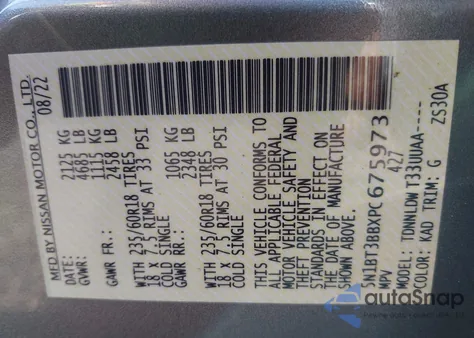 MFD BY NISSAN MOTOR CO., LTD.
DATE: 08/22
GVWR: 2125 KG
4685 LB
GAWR FR.: 1115 KG
2458 LB
WITH 235/60R18 TIRES
18 X 7.5 RIMS AT 33 PSI
COLD SINGLE
GAWR RR.: 1065 KG
2348 LB
WITH 235/60R18 TIRES
18 X 7.5 RIMS AT 30 PSI
COLD SINGLE
THIS VEHICLE CONFORMS TO
ALL APPLICABLE FEDERAL
MOTOR VEHICLE SAFETY AND
THEFT PREVENTION
STANDARDS IN EFFECT ON
THE DATE OF MANUFACTURE
SHOWN ABOVE.
5N1BT3BBXPC675973
MPV 427
MODEL: TDNNLDW T33UUAA----
COLOR: KAD TRIM: G ZS30A
autoSnap